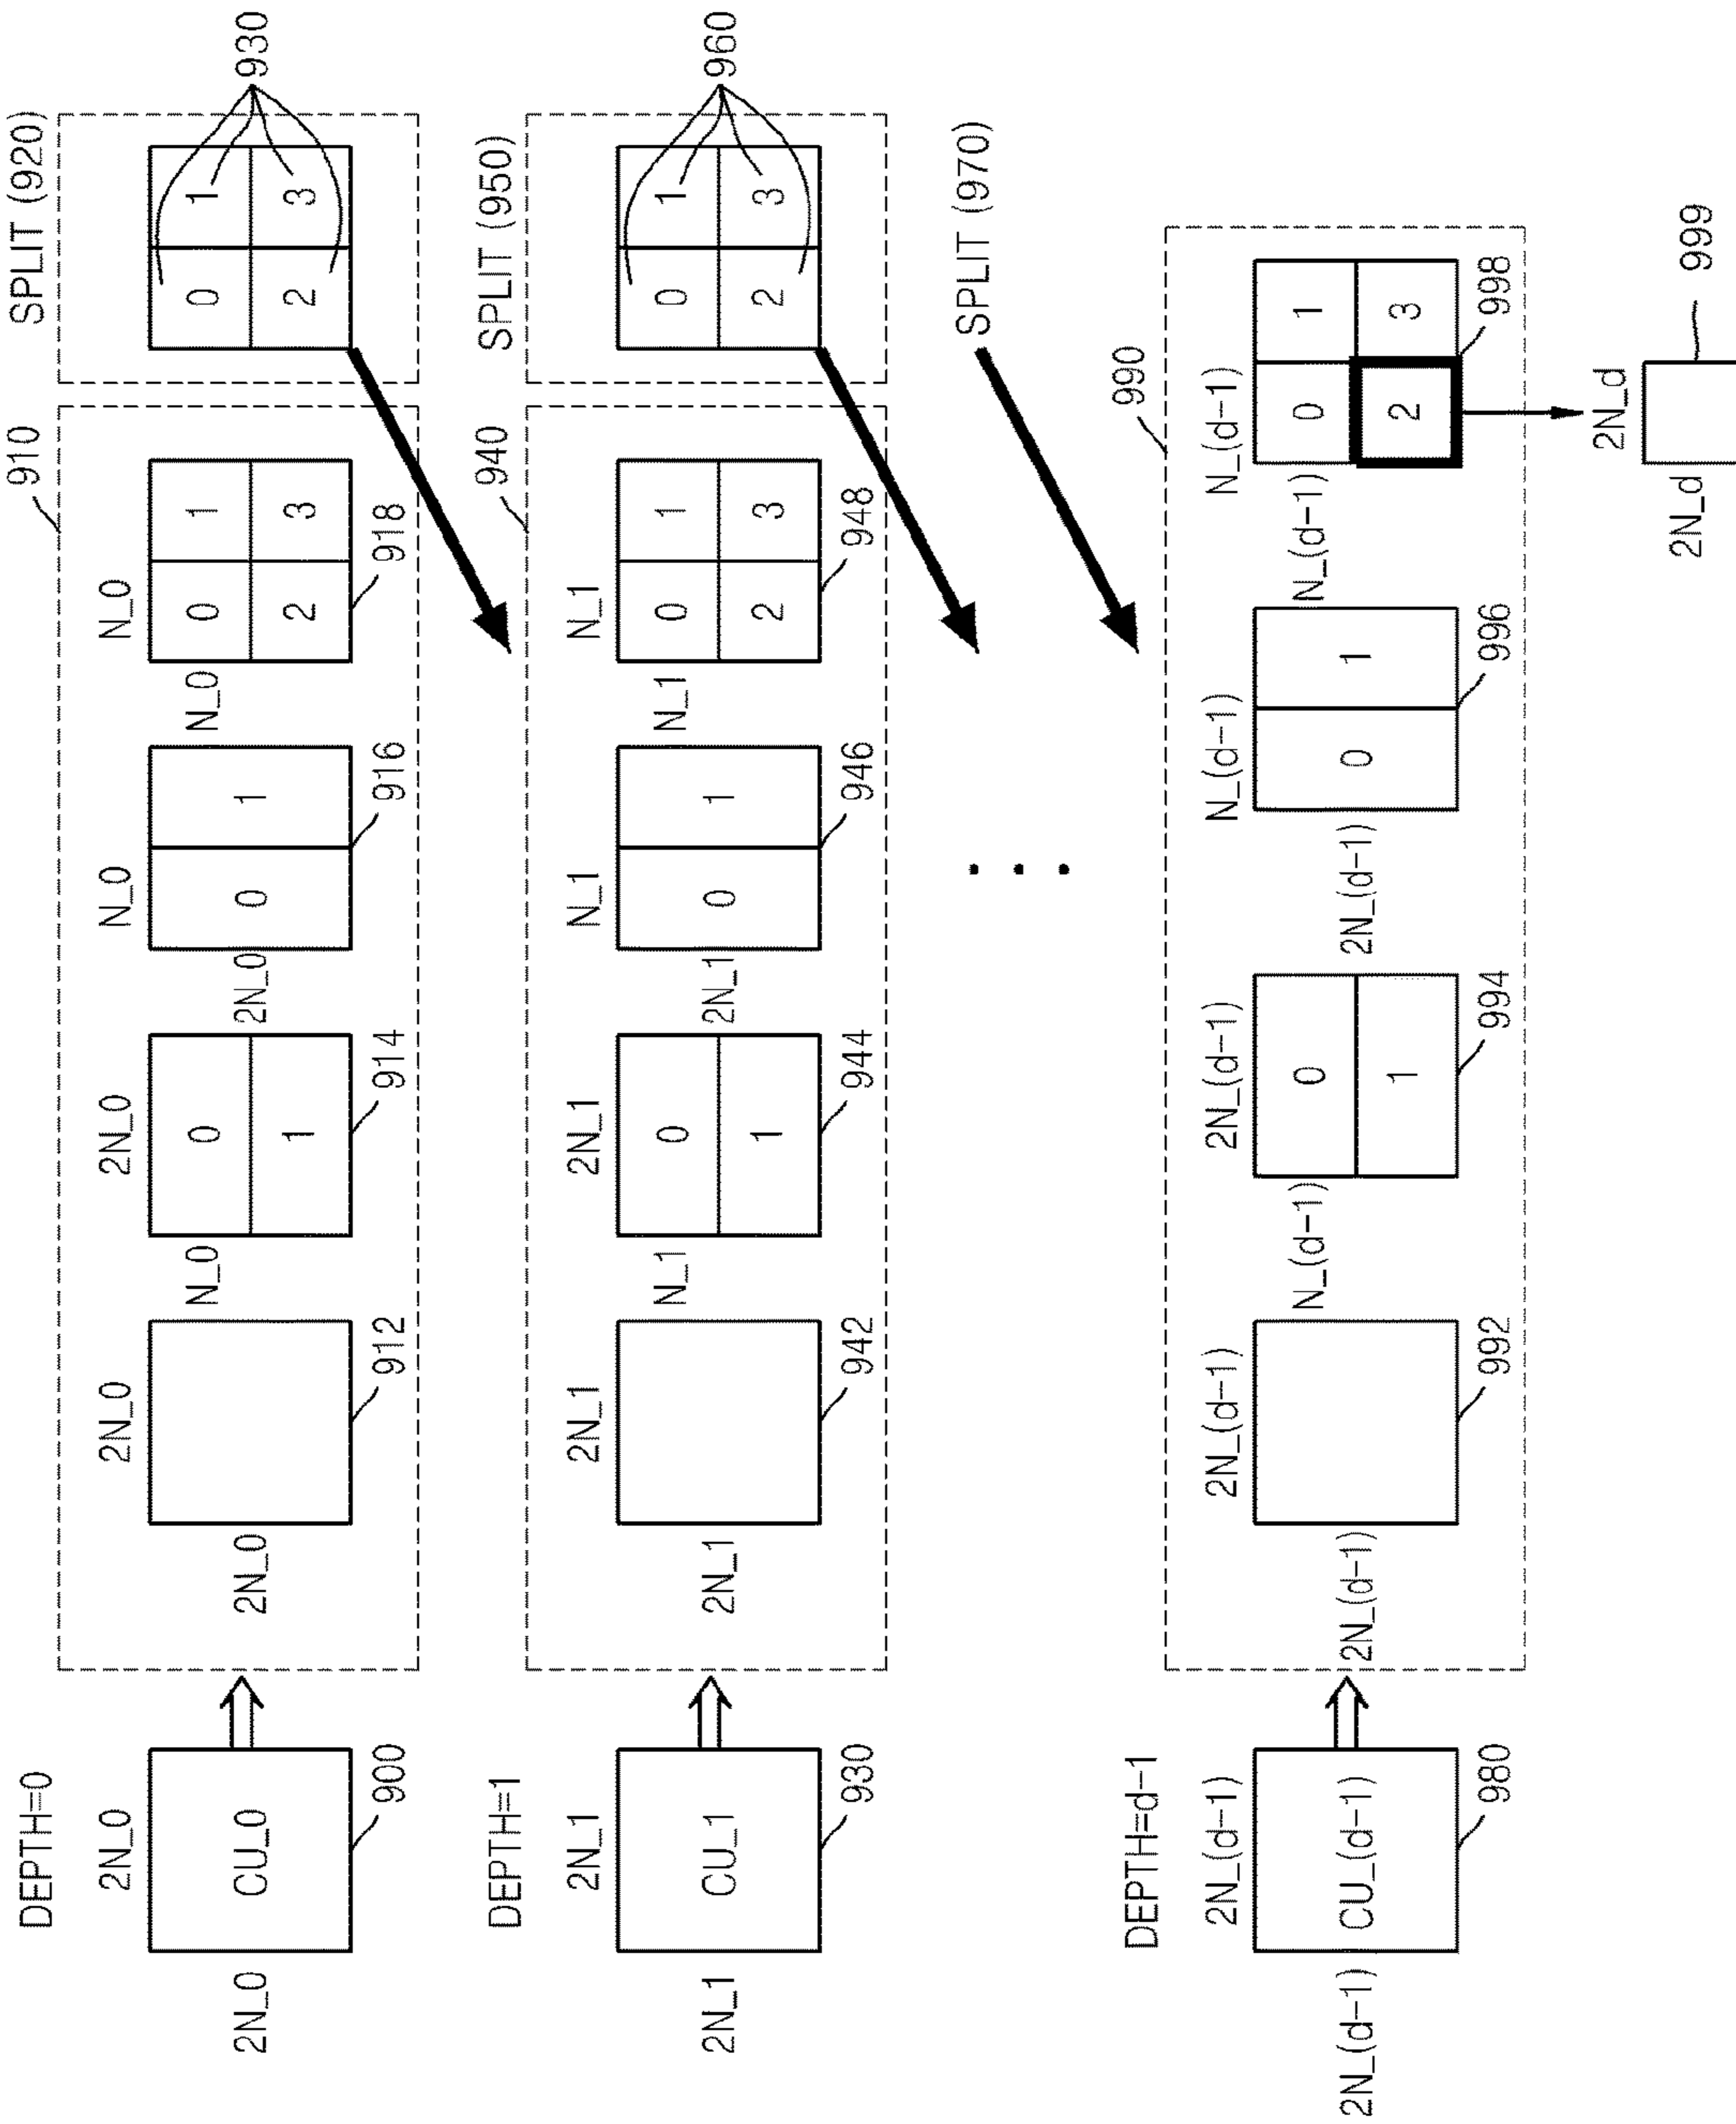 DEPTH=0
2N_0
2N_0
CU_0
900
910
2N_0
2N_0
912
2N_0
N_0
0
1
914
N_0
2N_0
0
1
916
N_0
N_0
0
1
2
3
918
SPLIT (920)
0
1
2
3
930
DEPTH=1
2N_1
2N_1
CU_1
930
940
2N_1
2N_1
942
2N_1
N_1
0
1
944
N_1
2N_1
0
1
946
N_1
N_1
0
1
2
3
948
SPLIT (950)
0
1
2
3
960
SPLIT (970)
DEPTH=d-1
2N_(d-1)
2N_(d-1)
CU_(d-1)
980
990
2N_(d-1)
2N_(d-1)
992
2N_(d-1)
N_(d-1)
0
1
994
N_(d-1)
2N_(d-1)
0
1
996
N_(d-1)
N_(d-1)
0
1
2
3
998
2N_d
2N_d
999